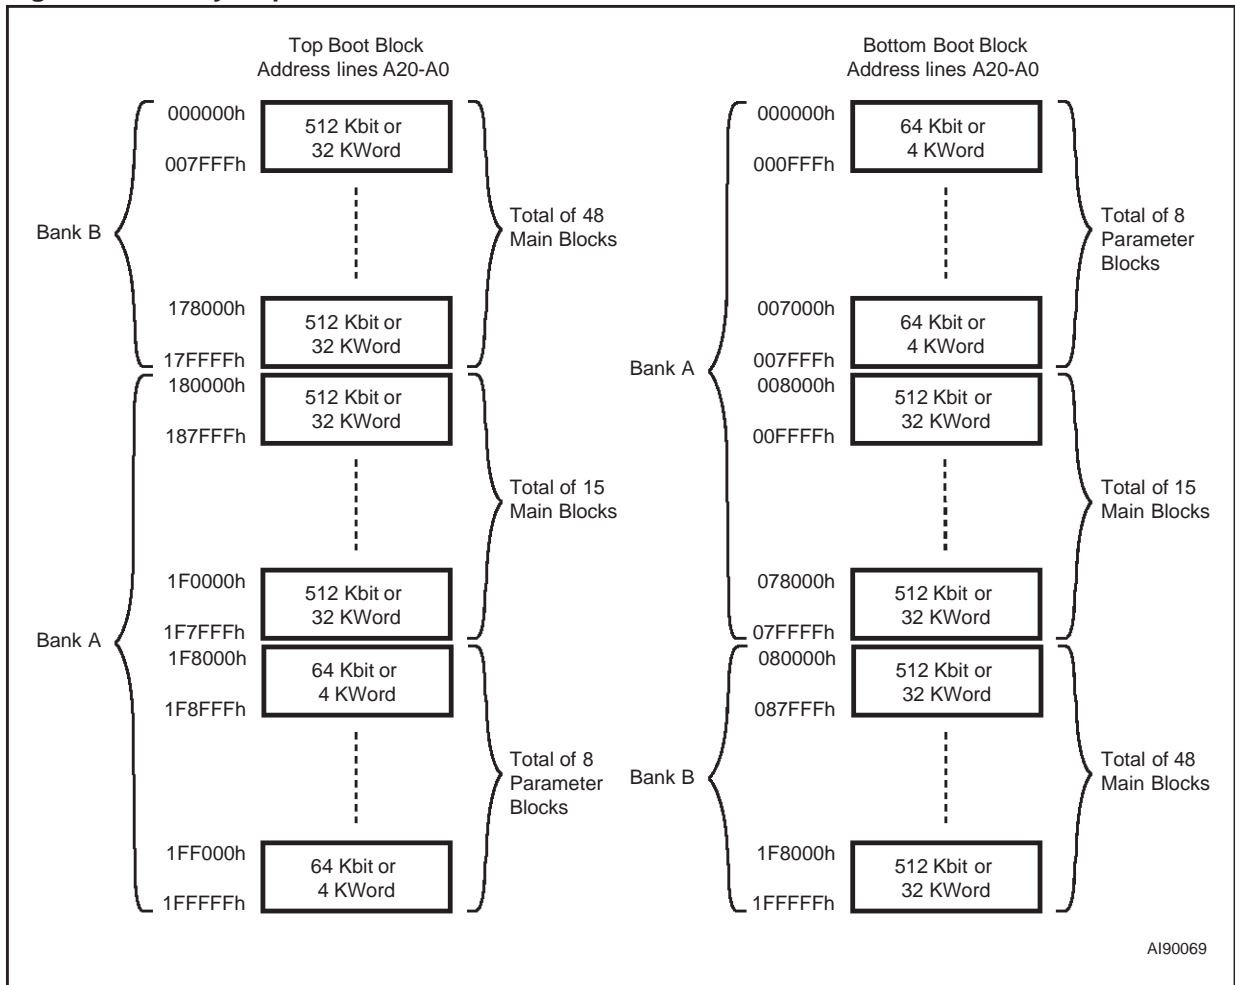 Top Boot Block
Address lines A20-A0
000000h
512 Kbit or
32 KWord
007FFFh
Bank B
Total of 48
Main Blocks
178000h
512 Kbit or
32 KWord
17FFFFh
180000h
512 Kbit or
32 KWord
187FFFh
Total of 15
Main Blocks
1F0000h
512 Kbit or
32 KWord
1F7FFFh
Bank A
1F8000h
64 Kbit or
4 KWord
1F8FFFh
Total of 8
Parameter
Blocks
1FF000h
64 Kbit or
4 KWord
1FFFFFh
Bottom Boot Block
Address lines A20-A0
000000h
64 Kbit or
4 KWord
000FFFh
Total of 8
Parameter
Blocks
007000h
64 Kbit or
4 KWord
007FFFh
Bank A
008000h
512 Kbit or
32 KWord
00FFFFh
Total of 15
Main Blocks
078000h
512 Kbit or
32 KWord
07FFFFh
080000h
512 Kbit or
32 KWord
087FFFh
Bank B
Total of 48
Main Blocks
1F8000h
512 Kbit or
32 KWord
1FFFFFh
AI90069